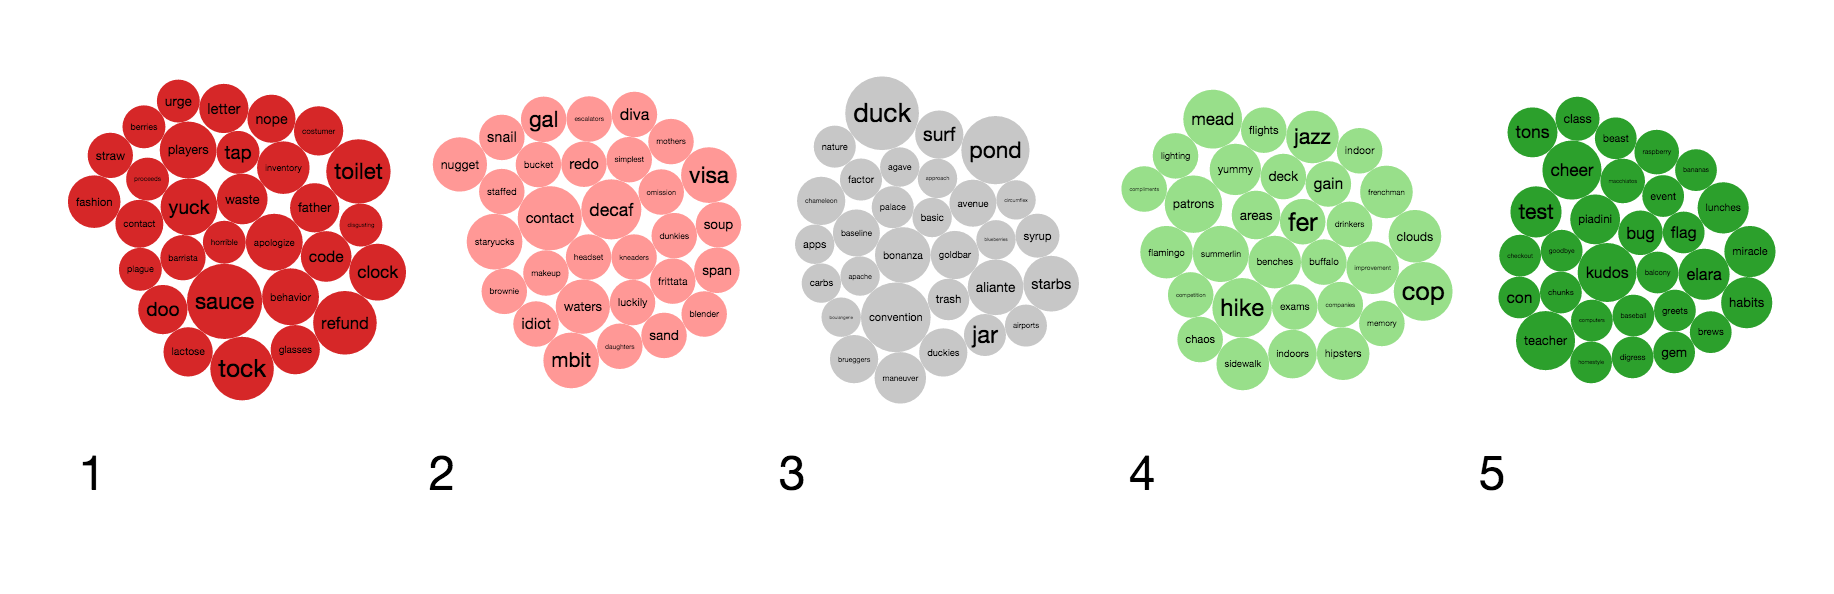 urge
letter
nope
costumer
berries
players
tap
inventory
toilet
straw
proceeds
fashion
yuck
waste
father
contact
disgusting
horrible
apologize
code
barrista
plague
clock
sauce
behavior
doo
refund
lactose
glasses
tock
1
gal
escalators
diva
snail
mothers
nugget
bucket
redo
simplest
visa
staffed
omission
contact
decaf
soup
staryucks
dunkies
headset
kneaders
makeup
span
brownie
frittata
waters
luckily
blender
idiot
sand
daughters
mbit
2
duck
surf
nature
pond
agave
factor
approach
chameleon
palace
avenue
circumflex
basic
baseline
apps
syrup
blueberries
bonanza
goldbar
carbs
apache
aliante
starbs
trash
boulangerie
convention
jar
airports
brueggers
duckies
maneuver
3
mead
flights
jazz
indoor
lighting
yummy
deck
gain
compliments
frenchman
patrons
areas
fer
drinkers
clouds
flamingo
summerlin
benches
buffalo
improvement
competition
hike
exams
companies
cop
memory
chaos
sidewalk
indoors
hipsters
4
tons
class
beast
raspberry
cheer
bananas
macchiatos
event
test
piadini
lunches
bug
flag
checkout
goodbye
miracle
kudos
balcony
elara
con
chunks
habits
computers
baseball
greets
teacher
brews
homestyle
digress
gem
5